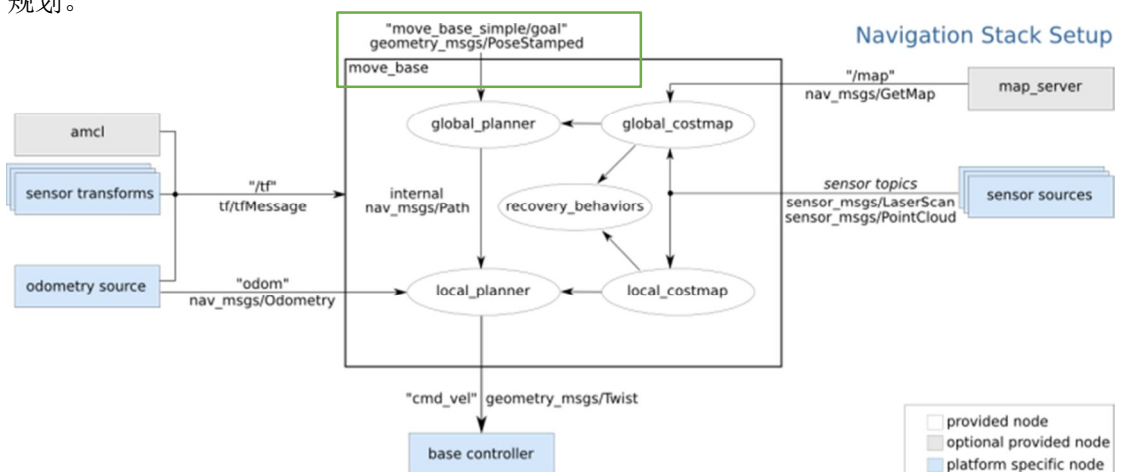 规划。
"move_base_simple/goal"
geometry_msgs/PoseStamped
Navigation Stack Setup
move_base
"/map"
nav_msgs/GetMap
map_server
amcl
global_planner
global_costmap
sensor transforms
"/tf"
tf/tfMessage
internal
nav_msgs/Path
recovery_behaviors
sensor topics
sensor_msgs/LaserScan
sensor_msgs/PointCloud
sensor sources
odometry source
"odom"
nav_msgs/Odometry
local_planner
local_costmap
"cmd_vel" geometry_msgs/Twist
base controller
provided node
optional provided node
platform specific node